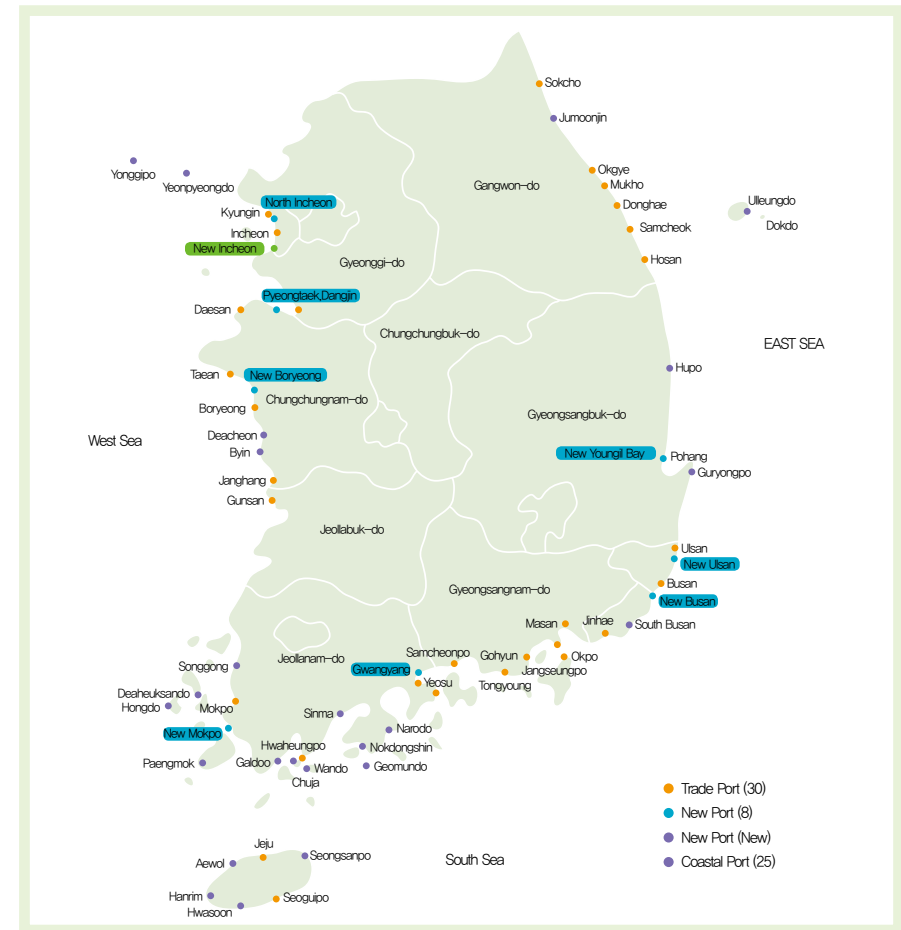 Sokcho
Jumoonjin
Yonggipo
Yeonpyeongdo
Okgye
Mukho
Gangwon-do
North Incheon
Ulleungdo
Kyungin
Donghae
Dokdo
Incheon
Samcheok
New Incheon
Hosan
Gyeonggi-do
Pyeongtaek,Dangjin
Daesan
Chungchungbuk-do
EAST SEA
Hupo
Taean
New Boryeong
Chungchungnam-do
Boryeong
Gyeongsangbuk-do
Deacheon
West Sea
Byin
New Youngil Bay
Pohang
Guryongpo
Janghang
Gunsan
Jeollabuk-do
Ulsan
New Ulsan
Gyeongsangnam-do
Busan
New Busan
Masan
Jinhae
South Busan
Samcheonpo
Gohyun
Okpo
Jeollanam-do
Songgong
Gwangyang
Jangseungpo
Yeosu
Tongyoung
Deaheuksando
Hongdo
Mokpo
Sinma
New Mokpo
Narodo
Hwaheungpo
Nokdongshin
Paengmok
Galdoo
Wando
Geomundo
Chuja
Trade Port (30)
New Port (8)
New Port (New)
Coastal Port (25)
Jeju
Seongsanpo
Aewol
South Sea
Hanrim
Seoguipo
Hwasoon